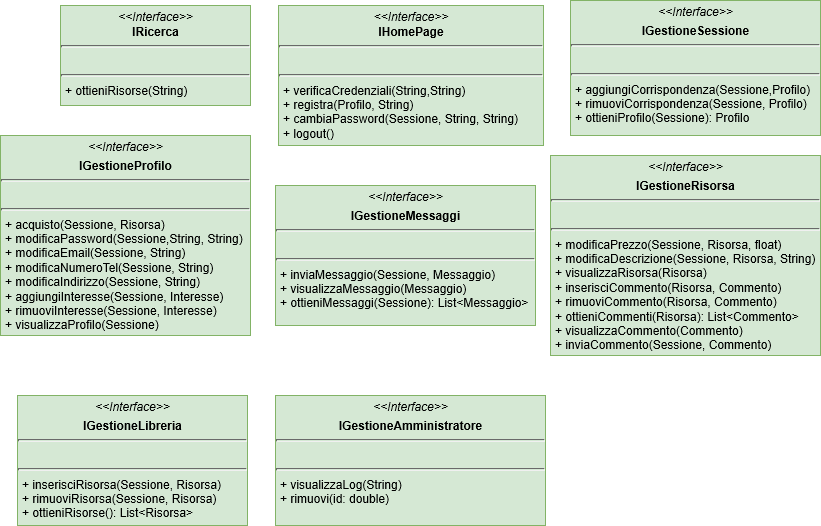 <<Interface>>
IRicerca
+ ottieniRisorse(String)
<<Interface>>
IHomePage
+ verificaCredenziali(String,String)
+ registra(Profilo, String)
+ cambiaPassword(Sessione, String, String)
+ logout()
<<Interface>>
IGestioneSessione
+ aggiungiCorrispondenza(Sessione,Profilo)
+ rimuoviCorrispondenza(Sessione, Profilo)
+ ottieniProfilo(Sessione): Profilo
<<Interface>>
IGestioneProfilo
+ acquisto(Sessione, Risorsa)
+ modificaPassword(Sessione,String, String)
+ modificaEmail(Sessione, String)
+ modificaNumeroTel(Sessione, String)
+ modificaIndirizzo(Sessione, String)
+ aggiungiInteresse(Sessione, Interesse)
+ rimuoviInteresse(Sessione, Interesse)
+ visualizzaProfilo(Sessione)
<<Interface>>
IGestioneMessaggi
+ inviaMessaggio(Sessione, Messaggio)
+ visualizzaMessaggio(Messaggio)
+ ottieniMessaggi(Sessione): List<Messaggio>
<<Interface>>
IGestioneRisorsa
+ modificaPrezzo(Sessione, Risorsa, float)
+ modificaDescrizione(Sessione, Risorsa, String)
+ visualizzaRisorsa(Risorsa)
+ inserisciCommento(Risorsa, Commento)
+ rimuoviCommento(Risorsa, Commento)
+ ottieniCommenti(Risorsa): List<Commento>
+ visualizzaCommento(Commento)
+ inviaCommento(Sessione, Commento)
<<Interface>>
IGestioneLibreria
+ inserisciRisorsa(Sessione, Risorsa)
+ rimuoviRisorsa(Sessione, Risorsa)
+ ottieniRisorse(): List<Risorsa>
<<Interface>>
IGestioneAmministratore
+ visualizzaLog(String)
+ rimuovi(id: double)